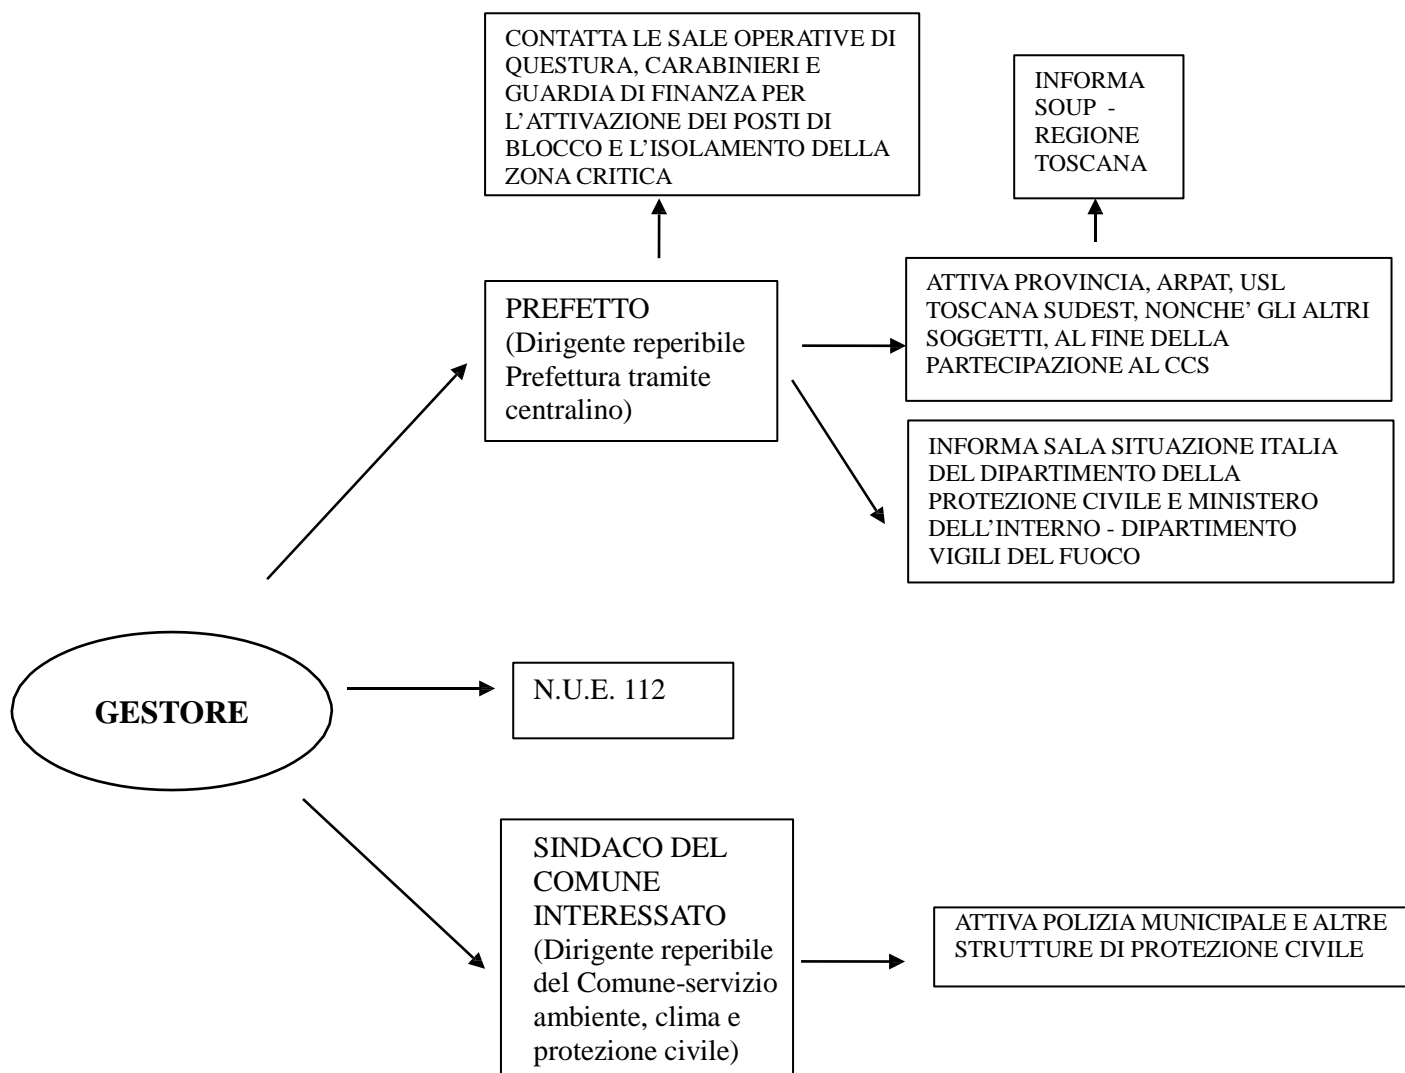 CONTATTA LE SALE OPERATIVE DI
QUESTURA, CARABINIERI E
GUARDIA DI FINANZA PER
L’ATTIVAZIONE DEI POSTI DI
BLOCCO E L’ISOLAMENTO DELLA
ZONA CRITICA
INFORMA
SOUP -
REGIONE
TOSCANA
PREFETTO
(Dirigente reperibile
Prefettura tramite
centralino)
ATTIVA PROVINCIA, ARPAT, USL
TOSCANA SUDEST, NONCHE’ GLI ALTRI
SOGGETTI, AL FINE DELLA
PARTECIPAZIONE AL CCS
INFORMA SALA SITUAZIONE ITALIA
DEL DIPARTIMENTO DELLA
PROTEZIONE CIVILE E MINISTERO
DELL’INTERNO - DIPARTIMENTO
VIGILI DEL FUOCO
GESTORE
N.U.E. 112
SINDACO DEL
COMUNE
INTERESSATO
(Dirigente reperibile
del Comune-servizio
ambiente, clima e
protezione civile)
ATTIVA POLIZIA MUNICIPALE E ALTRE
STRUTTURE DI PROTEZIONE CIVILE